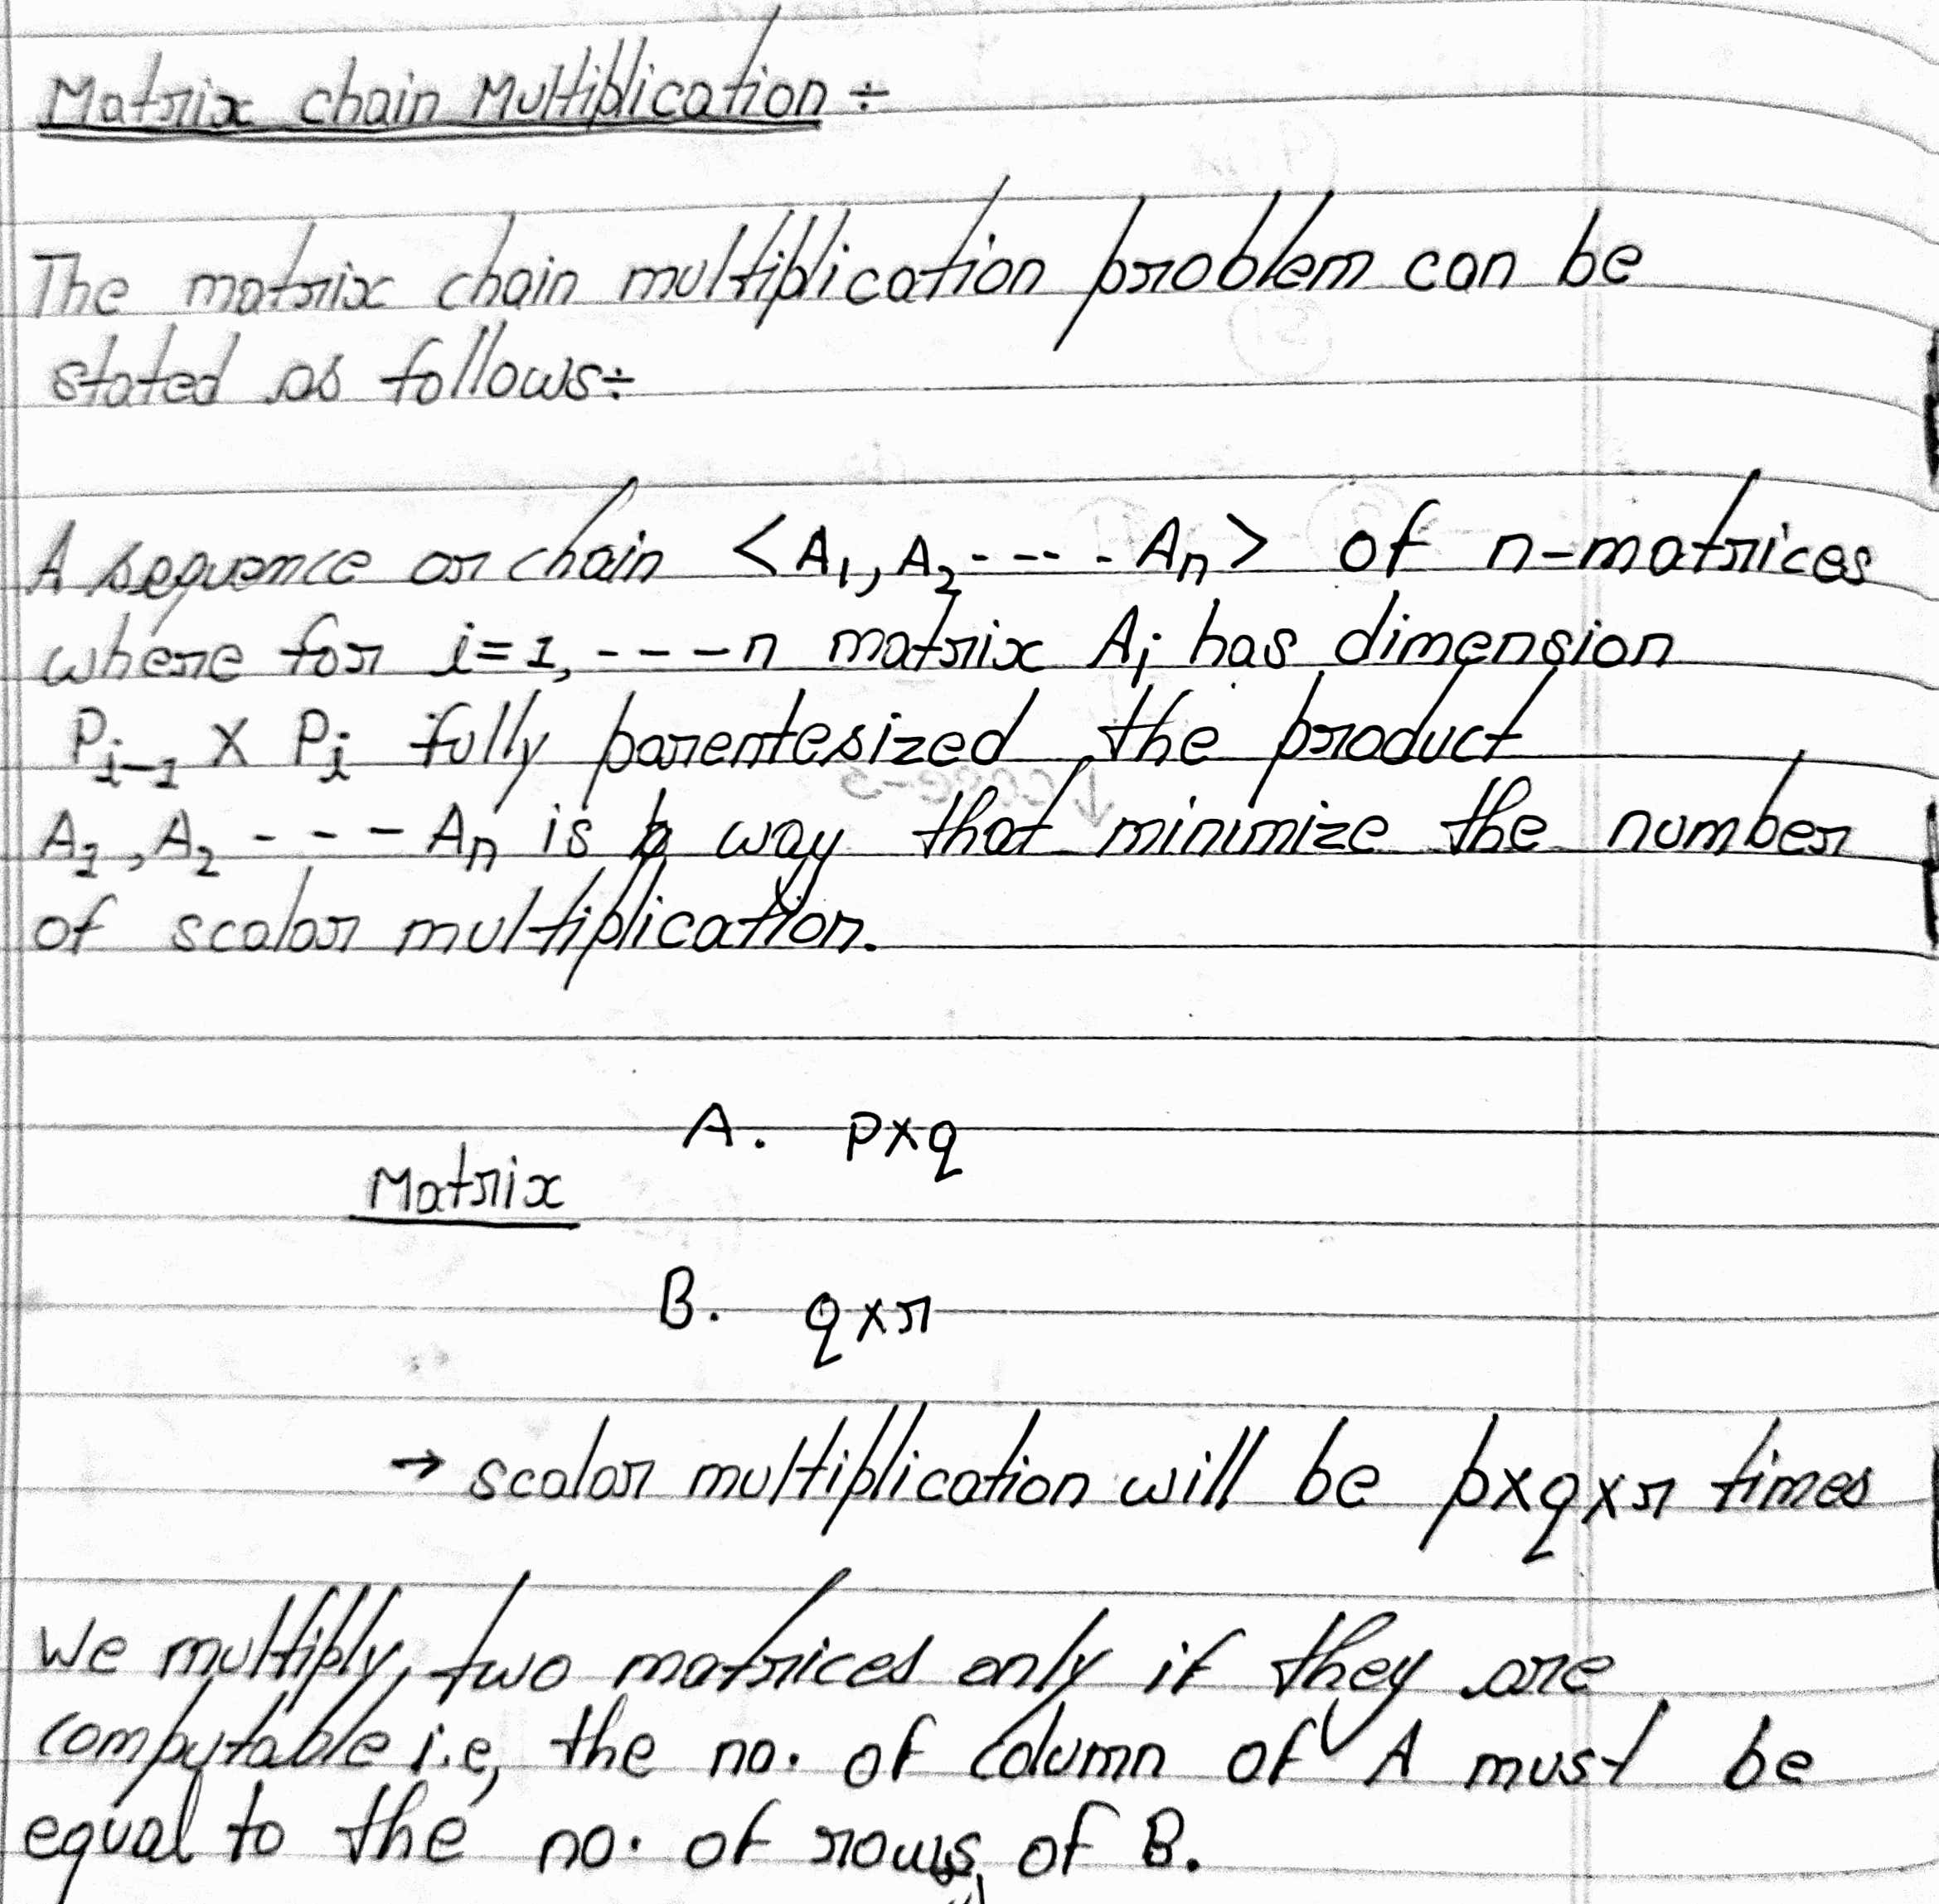 Matrix chain Multiplication ÷
The matrix chain multiplication problem can be
stated as follows÷
A sequence or chain <A₁, A₂ - - - - Aₙ> of n-matrices
where for i=1, - - - - n matrix Aᵢ has dimension
Pᵢ₋₁ X Pᵢ fully parentesized the product
A₁, A₂ - - - Aₙ is a way that minimize the number
of scalar multiplication.
A. p×q
Matrix
B. q×r
→ scalar multiplication will be p×q×r times
We multiply two matrices only if they are
computable i.e, the no. of column of A must be
equal to the no. of rows of B.